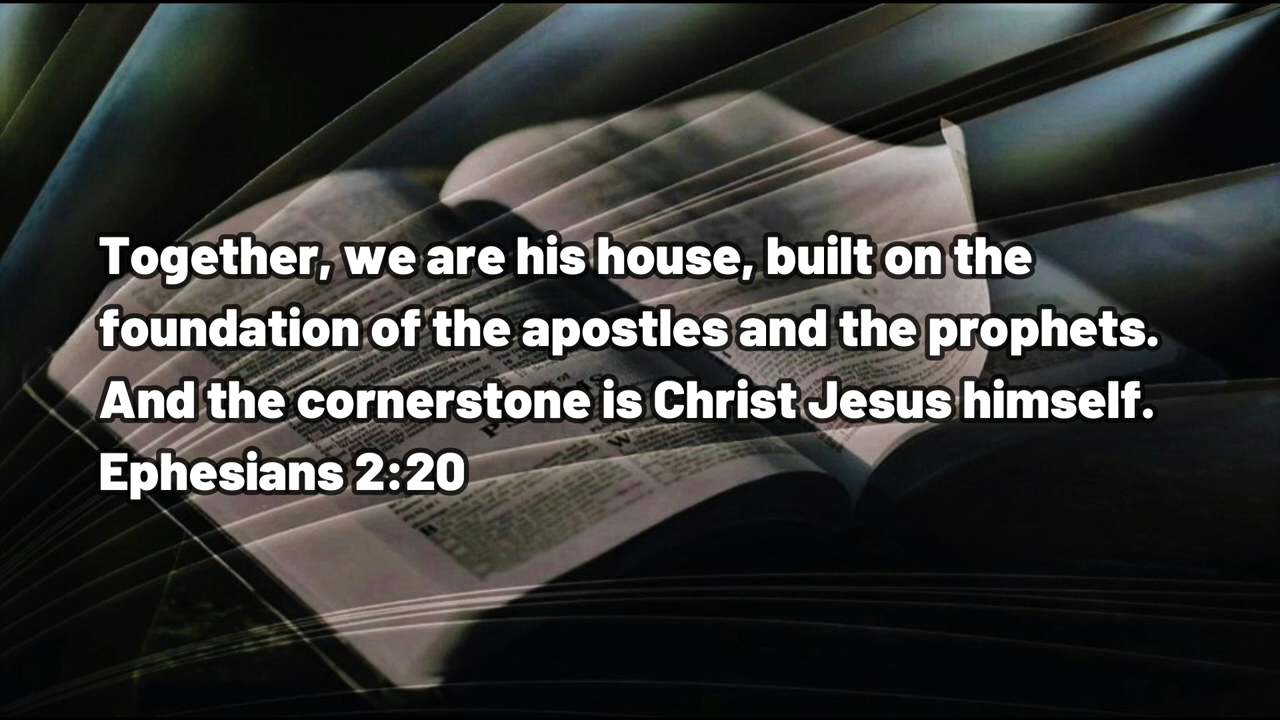 Together, we are his house, built on the
foundation of the apostles and the prophets.
And the cornerstone is Christ Jesus himself.
Ephesians 2:20